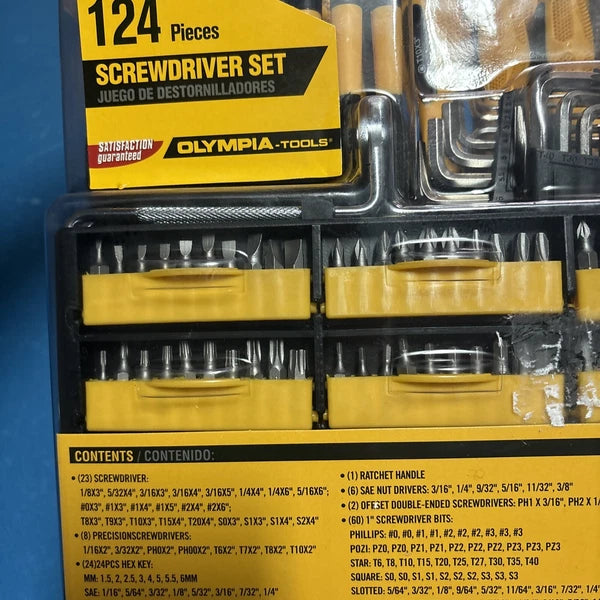 124 Pieces
SCREWDRIVER SET
JUEGO DE DESTORNILLADORES
SATISFACTION
guaranteed
OLYMPIA-TOOLS®
CONTENTS / CONTENIDO:
• (23) SCREWDRIVER:
1/8X3", 5/32X4", 3/16X3", 3/16X4", 3/16X5", 1/4X4", 1/4X6", 5/16X6";
#0X3", #1X3", #1X4", #1X5", #2X4", #2X6";
T8X3", T9X3", T10X3", T15X4", T20X4", S0X3", S1X3", S1X4", S2X4"
• (8) PRECISIONSCREWDRIVERS:
1/16X2", 3/32X2", PH0X2", PH00X2", T6X2", T7X2", T8X2", T10X2"
• (24)24PCS HEX KEY:
MM: 1.5, 2, 2.5, 3, 4, 5, 5.5, 6MM
SAE: 1/16", 5/64", 3/32", 1/8", 5/32", 3/16", 7/32", 1/4"
• (1) RATCHET HANDLE
• (6) SAE NUT DRIVERS: 3/16", 1/4", 9/32", 5/16", 11/32", 3/8"
• (2) OFFSET DOUBLE-ENDED SCREWDRIVERS: PH1 X 3/16", PH2 X 1/
• (60) 1" SCREWDRIVER BITS:
PHILLIPS: #0, #0, #1, #1, #2, #2, #2, #3, #3, #3
POZI: PZ0, PZ0, PZ1, PZ1, PZ2, PZ2, PZ2, PZ3, PZ3, PZ3
STAR: T6, T8, T10, T15, T20, T25, T27, T30, T35, T40
SQUARE: S0, S0, S1, S1, S2, S2, S2, S3, S3, S3
SLOTTED: 5/64", 3/32", 1/8", 9/64", 5/32", 11/64", 3/16", 7/32", 1/4"